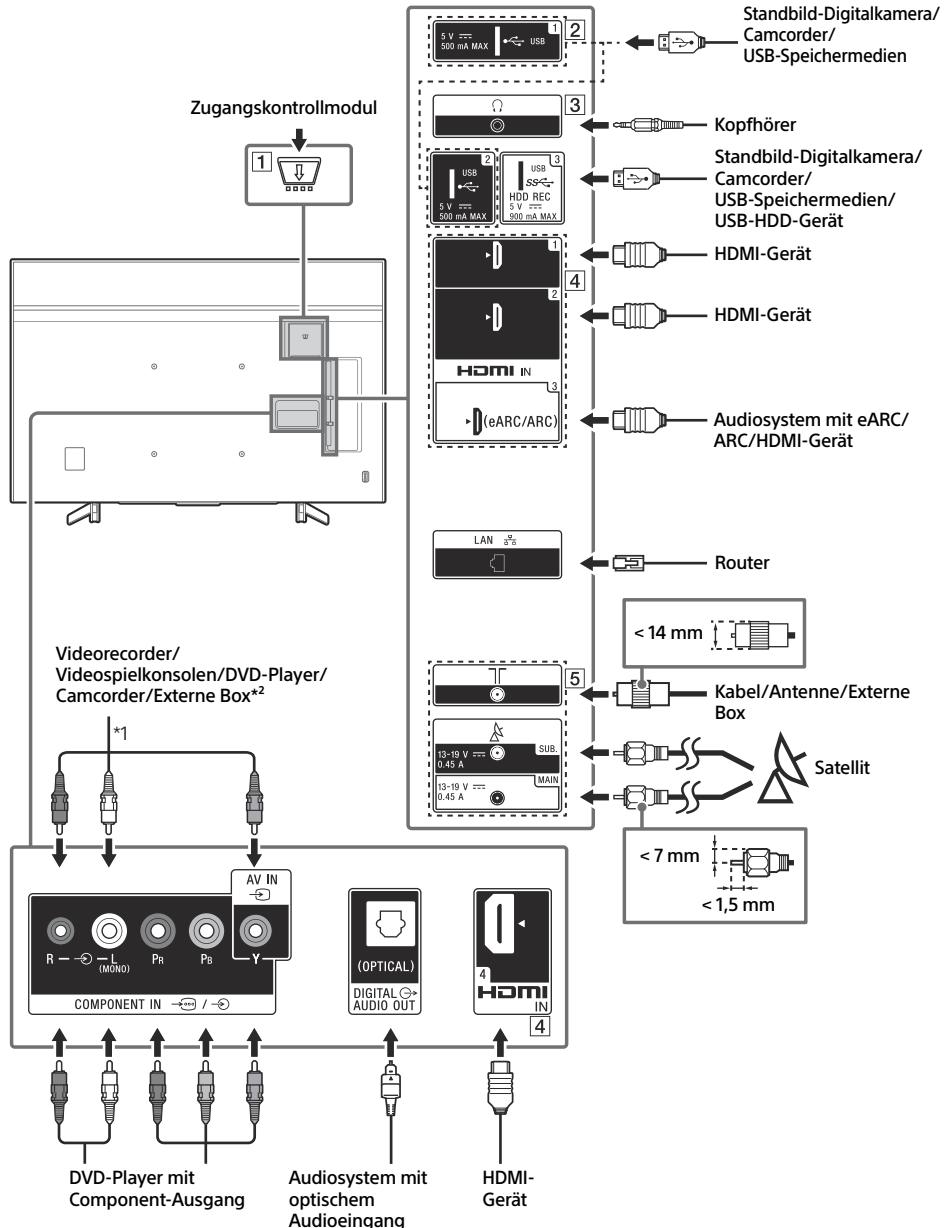 Standbild-Digitalkamera/
Camcorder/
USB-Speichermedien
1
2
5 V
500 mA MAX
USB
Zugangskontrollmodul
1
3
Kopfhörer
2
USB
5 V
500 mA MAX
3
USB
SS
HDD REC
5 V
900 mA MAX
Standbild-Digitalkamera/
Camcorder/
USB-Speichermedien/
USB-HDD-Gerät
1
4
HDMI-Gerät
2
HDMI-Gerät
HDMI IN
3
(eARC/ARC)
Audiosystem mit eARC/
ARC/HDMI-Gerät
LAN
Router
< 14 mm
5
Kabel/Antenne/Externe
Box
13-19 V
0.45 A
SUB.
MAIN
13-19 V
0.45 A
Satellit
< 7 mm
< 1,5 mm
Videorecorder/
Videospielkonsolen/DVD-Player/
Camcorder/Externe Box*2
*1
AV IN
R
L
(MONO)
PR
PB
Y
COMPONENT IN
/
(OPTICAL)
DIGITAL
AUDIO OUT
4
HDMI
IN
4
DVD-Player mit
Component-Ausgang
Audiosystem mit
optischem
Audioeingang
HDMI-
Gerät